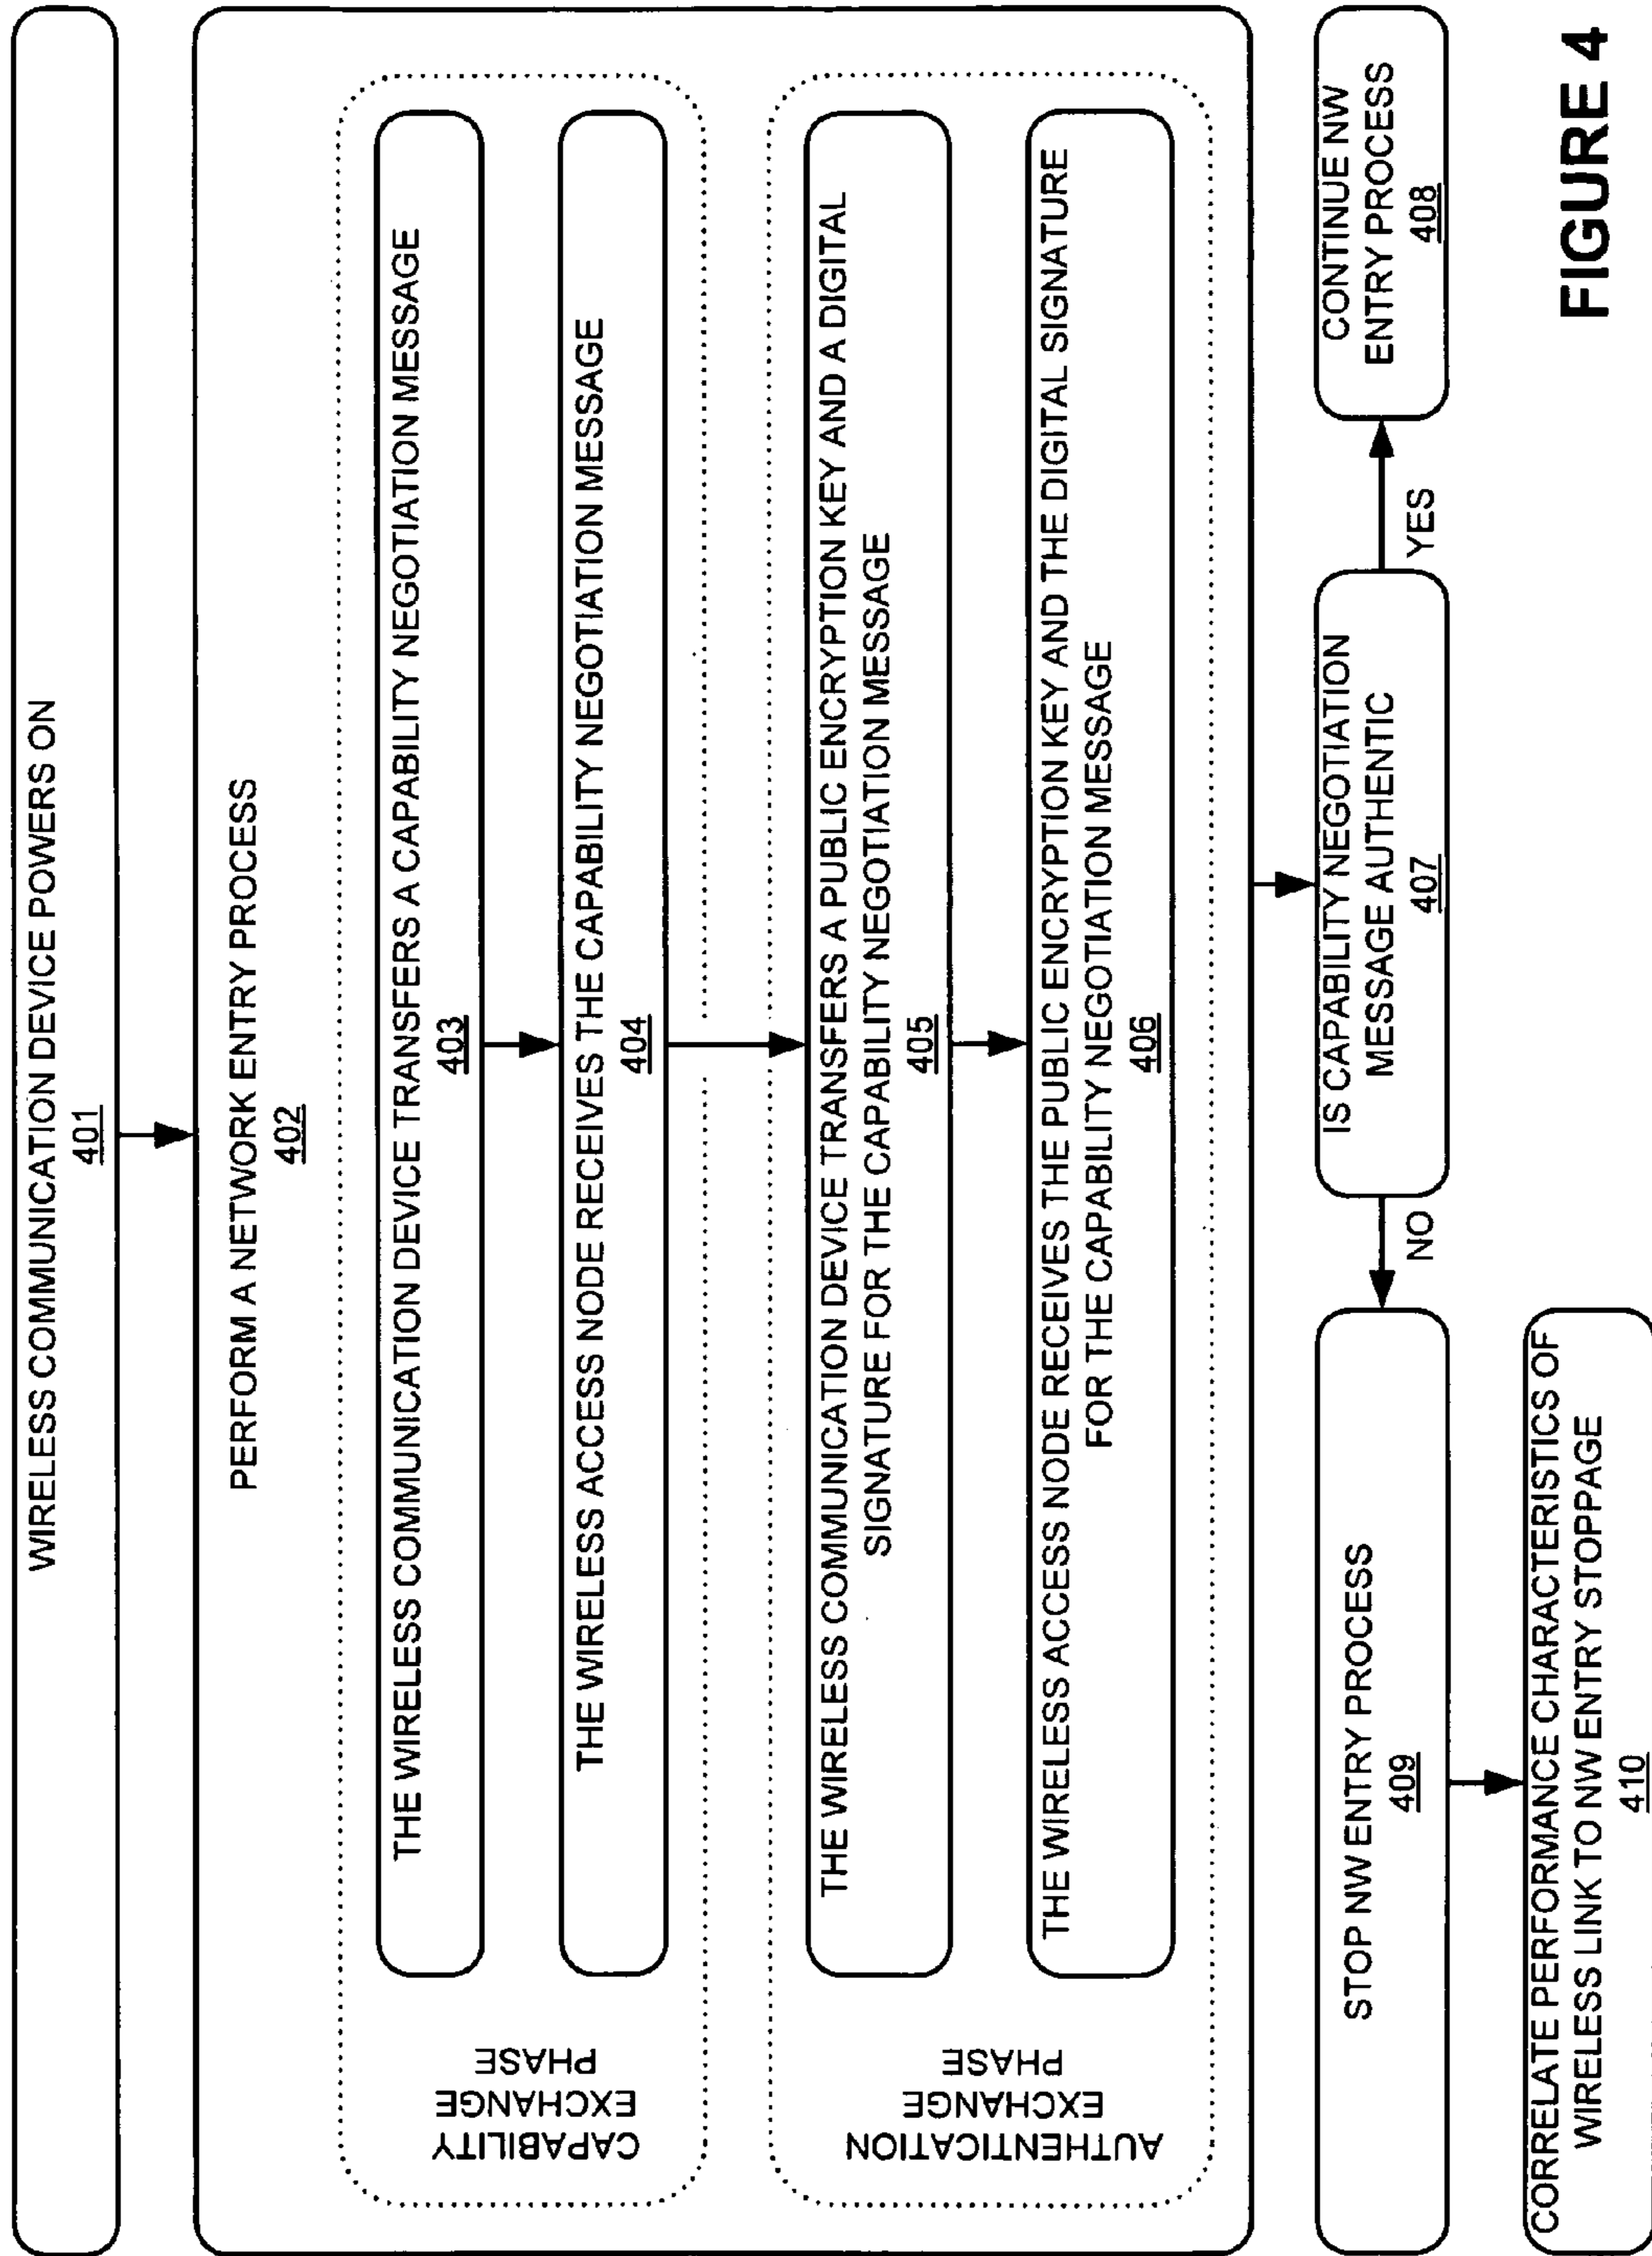 WIRELESS COMMUNICATION DEVICE POWERS ON
401
PERFORM A NETWORK ENTRY PROCESS
402
CAPABILITY
EXCHANGE
PHASE
THE WIRELESS COMMUNICATION DEVICE TRANSFERS A CAPABILITY NEGOTIATION MESSAGE
403
THE WIRELESS ACCESS NODE RECEIVES THE CAPABILITY NEGOTIATION MESSAGE
404
AUTHENTICATION
EXCHANGE
PHASE
THE WIRELESS COMMUNICATION DEVICE TRANSFERS A PUBLIC ENCRYPTION KEY AND A DIGITAL
SIGNATURE FOR THE CAPABILITY NEGOTIATION MESSAGE
405
THE WIRELESS ACCESS NODE RECEIVES THE PUBLIC ENCRYPTION KEY AND THE DIGITAL SIGNATURE
FOR THE CAPABILITY NEGOTIATION MESSAGE
406
STOP NW ENTRY PROCESS
409
NO
IS CAPABILITY NEGOTIATION
MESSAGE AUTHENTIC
407
YES
CONTINUE NW
ENTRY PROCESS
408
CORRELATE PERFORMANCE CHARACTERISTICS OF
WIRELESS LINK TO NW ENTRY STOPPAGE
410
FIGURE 4